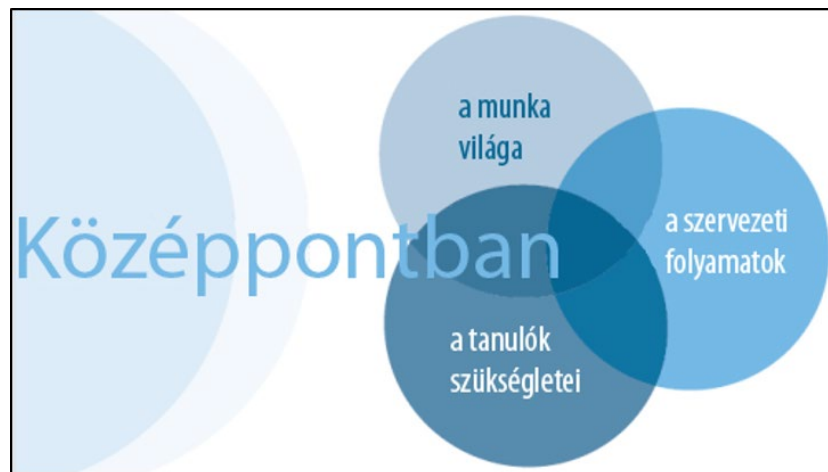 a munka
világa
Középpontban
a szervezeti
folyamatok
a tanulók
szükségletei